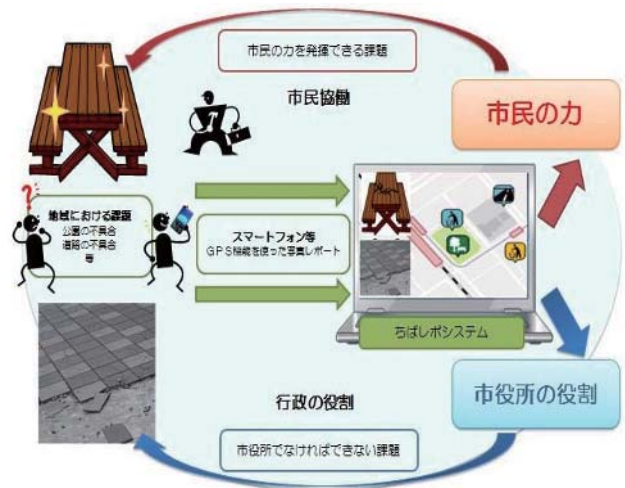 市民の力を発揮できる課題
市民協働
市民の力
地域における課題
公園の不具合
道路の不具合
等
スマートフォン等
GPS機能を使った写真レポート
ちばレポシステム
行政の役割
市役所の役割
市役所でなければできない課題